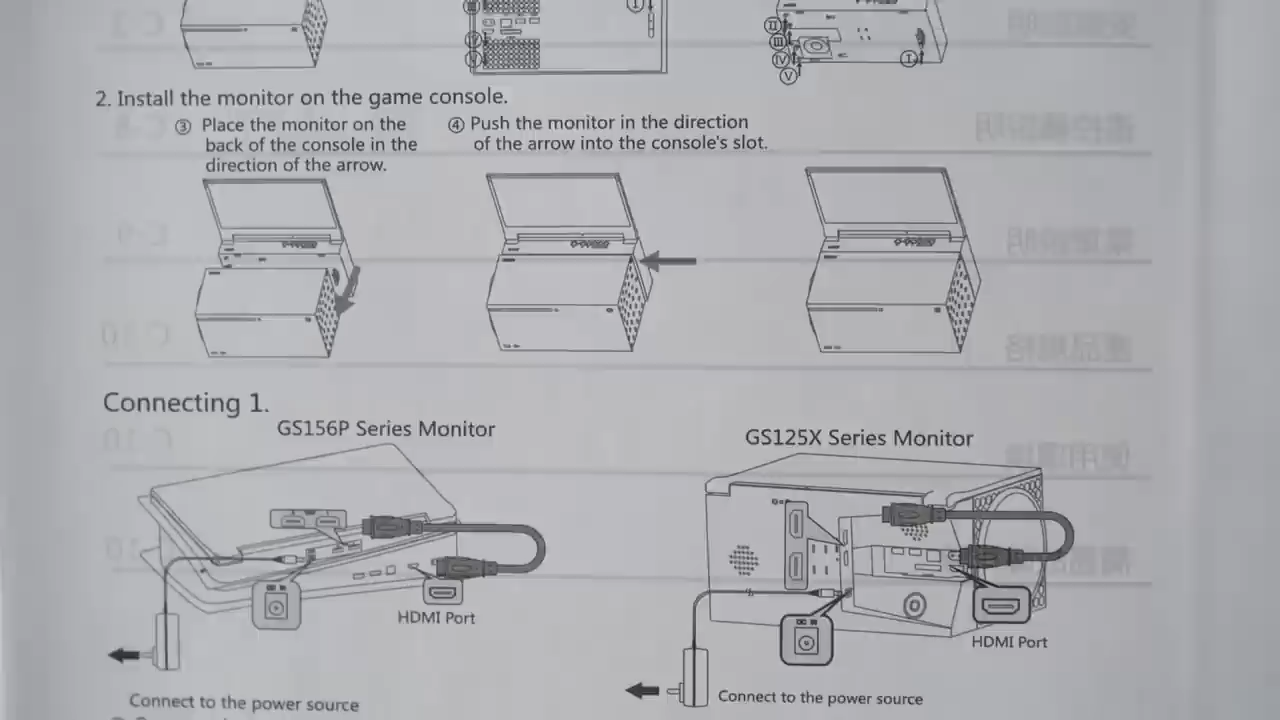 2. Install the monitor on the game console.
③ Place the monitor on the
back of the console in the
direction of the arrow.
④ Push the monitor in the direction
of the arrow into the console's slot.
Connecting 1.
GS156P Series Monitor
GS125X Series Monitor
HDMI Port
HDMI Port
Connect to the power source
Connect to the power source